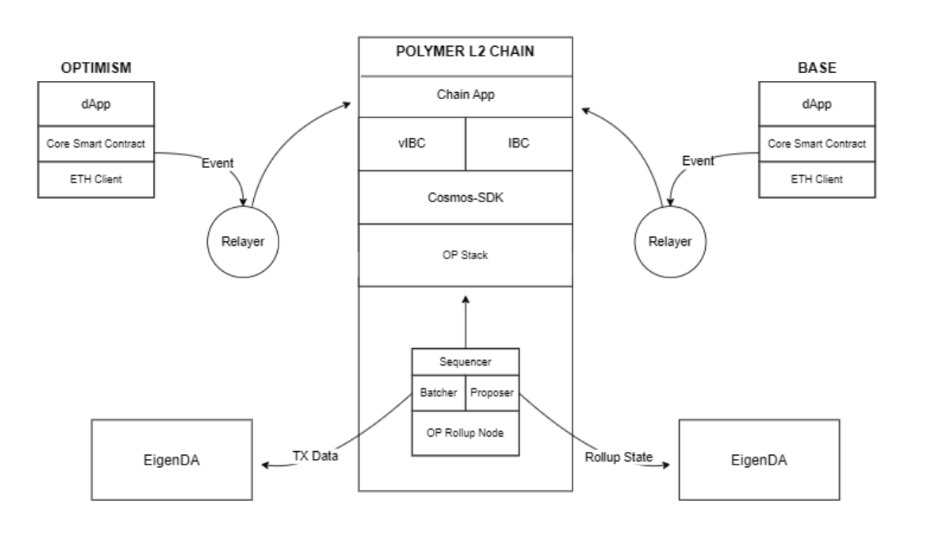 POLYMER L2 CHAIN
OPTIMISM
BASE
dApp
Core Smart Contract
ETH Client
Event
Relayer
Chain App
vIBC
IBC
Cosmos-SDK
OP Stack
dApp
Core Smart Contract
ETH Client
Event
Relayer
Sequencer
Batcher
Proposer
OP Rollup Node
TX Data
Rollup State
EigenDA
EigenDA